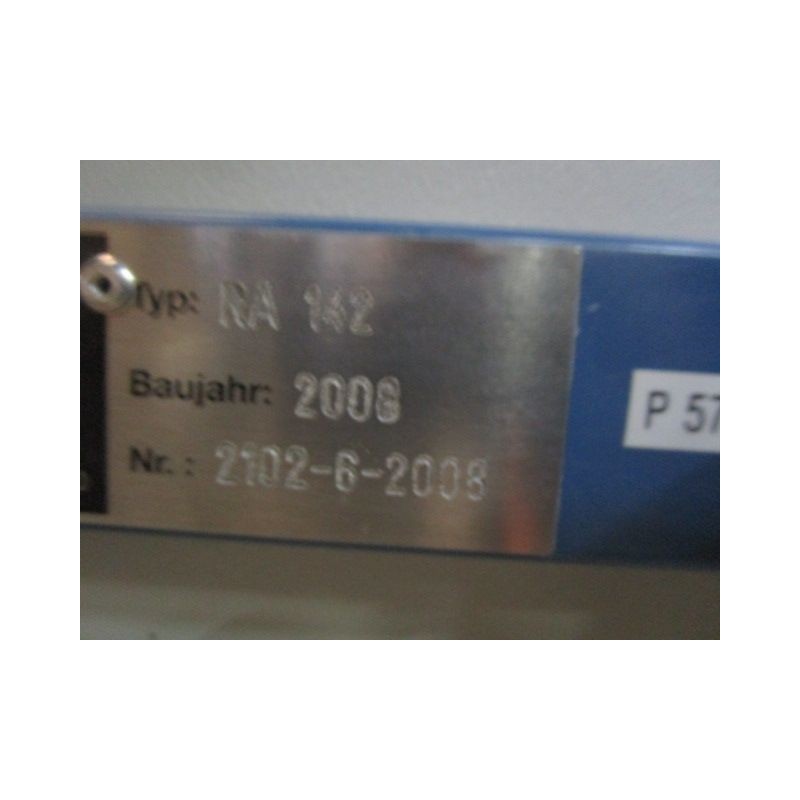 Typ: RA 142
Baujahr: 2008
Nr. : 2102-6-2008
P 57